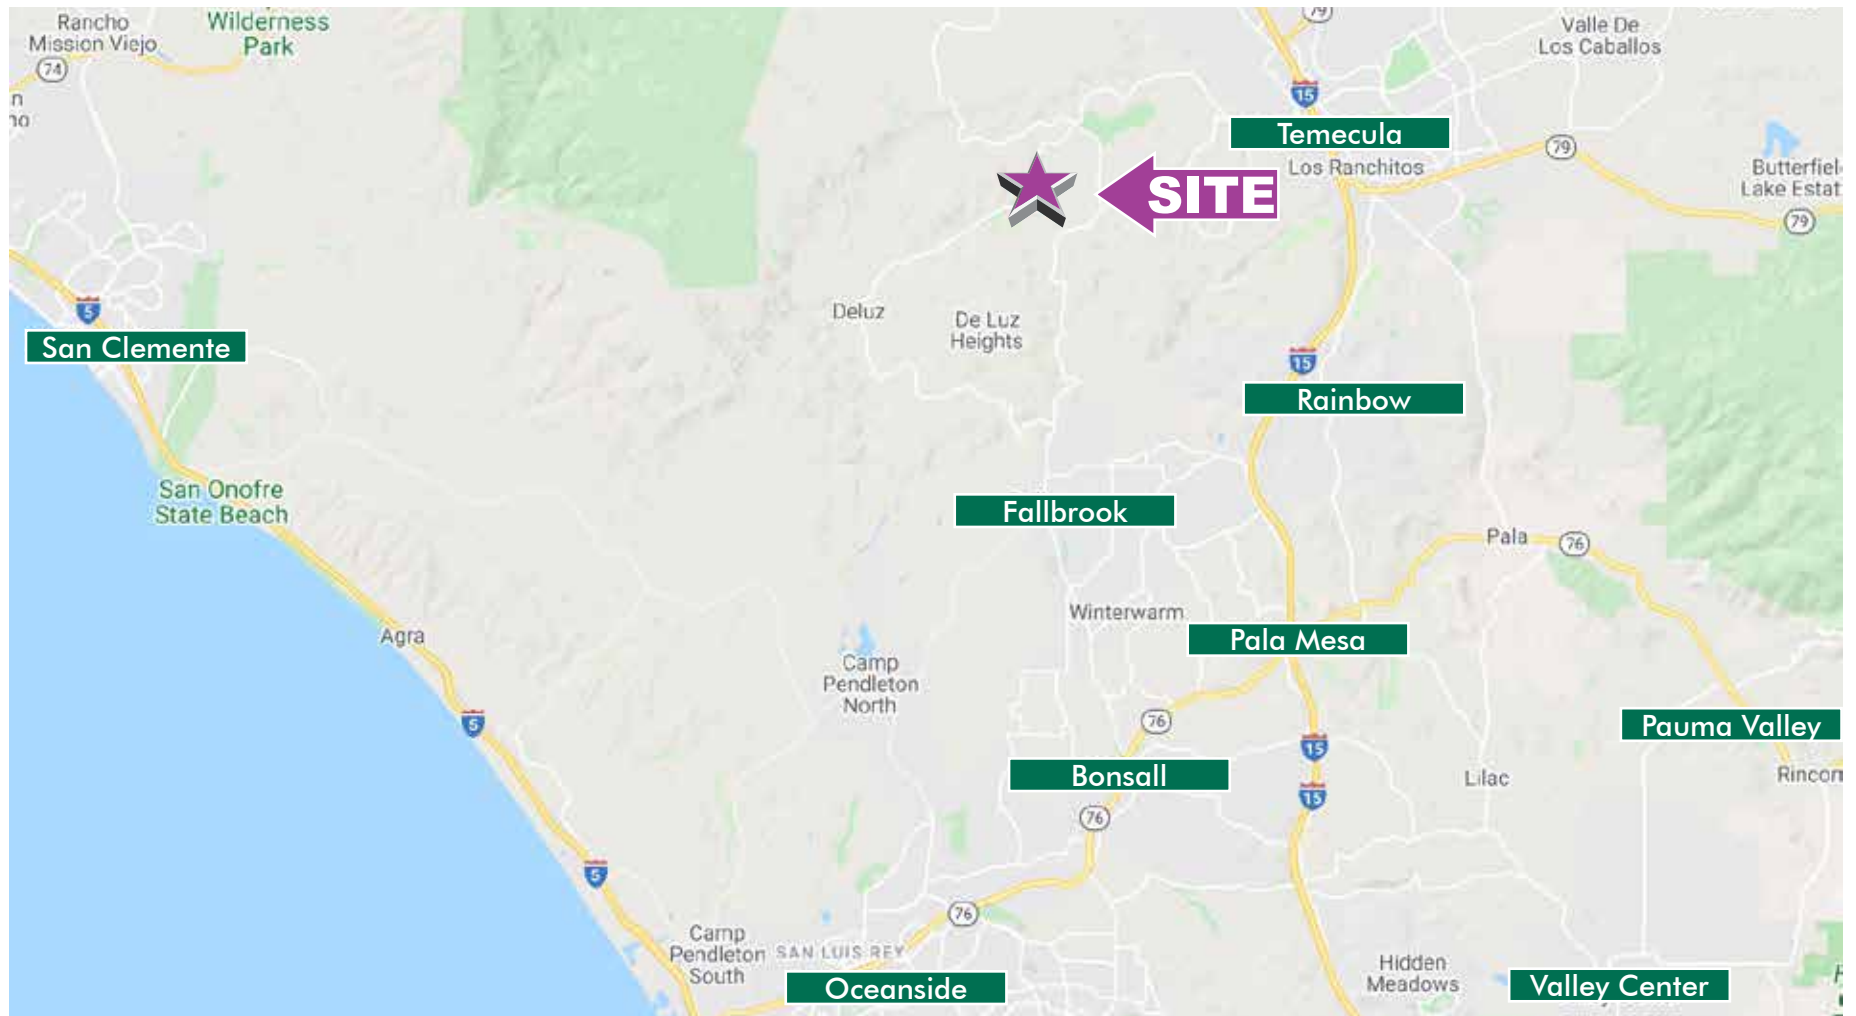 Rancho
Mission Viejo
Wilderness
Park
79
Valle De
Los Caballos
74
15
n
no
Temecula
79
Los Ranchitos
Butterfiel
Lake Estat
SITE
79
5
Deluz
De Luz
Heights
San Clemente
15
Rainbow
San Onofre
State Beach
Fallbrook
Pala
76
Winterwarm
Agra
Pala Mesa
Camp
Pendleton
North
5
76
Pauma Valley
15
Bonsall
Lilac
Rincon
15
76
5
76
Camp
Pendleton
South
SAN LUIS REY
Hidden
Meadows
Oceanside
Valley Center